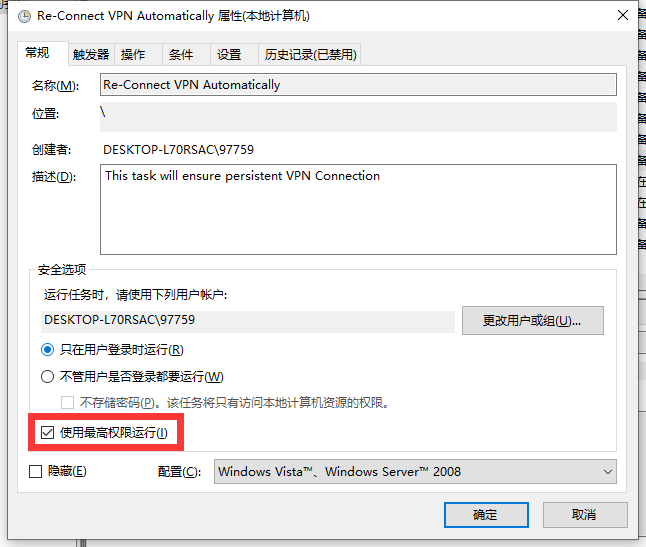 Re-Connect VPN Automatically 属性(本地计算机)
常规 触发器 操作 条件 设置 历史记录(已禁用)
名称(M): Re-Connect VPN Automatically
位置: \
创建者: DESKTOP-L70RSAC\97759
描述(D): This task will ensure persistent VPN Connection
安全选项
运行任务时，请使用下列用户帐户:
DESKTOP-L70RSAC\97759 更改用户或组(U)...
只在用户登录时运行(R)
不管用户是否登录都要运行(W)
不存储密码(P)。该任务将只有访问本地计算机资源的权限。
使用最高权限运行(I)
隐藏(E) 配置(C): Windows Vista™、Windows Server™ 2008
确定 取消